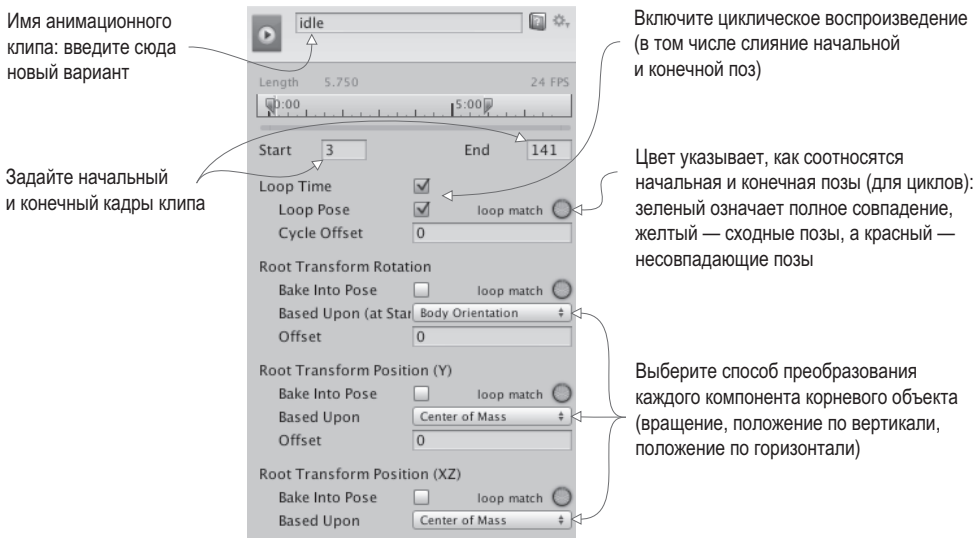 Имя анимационного
клипа: введите сюда
новый вариант
Задайте начальный
и конечный кадры клипа
idle
Length 5.750 24 FPS
0:00 5:00
Start 3 End 141
Loop Time
Loop Pose loop match
Cycle Offset 0
Root Transform Rotation
Bake Into Pose loop match
Based Upon (at Star Body Orientation
Offset 0
Root Transform Position (Y)
Bake Into Pose loop match
Based Upon Center of Mass
Offset 0
Root Transform Position (XZ)
Bake Into Pose loop match
Based Upon Center of Mass
Включите циклическое воспроизведение
(в том числе слияние начальной
и конечной поз)
Цвет указывает, как соотносятся
начальная и конечная позы (для циклов):
зеленый означает полное совпадение,
желтый — сходные позы, а красный —
несовпадающие позы
Выберите способ преобразования
каждого компонента корневого объекта
(вращение, положение по вертикали,
положение по горизонтали)